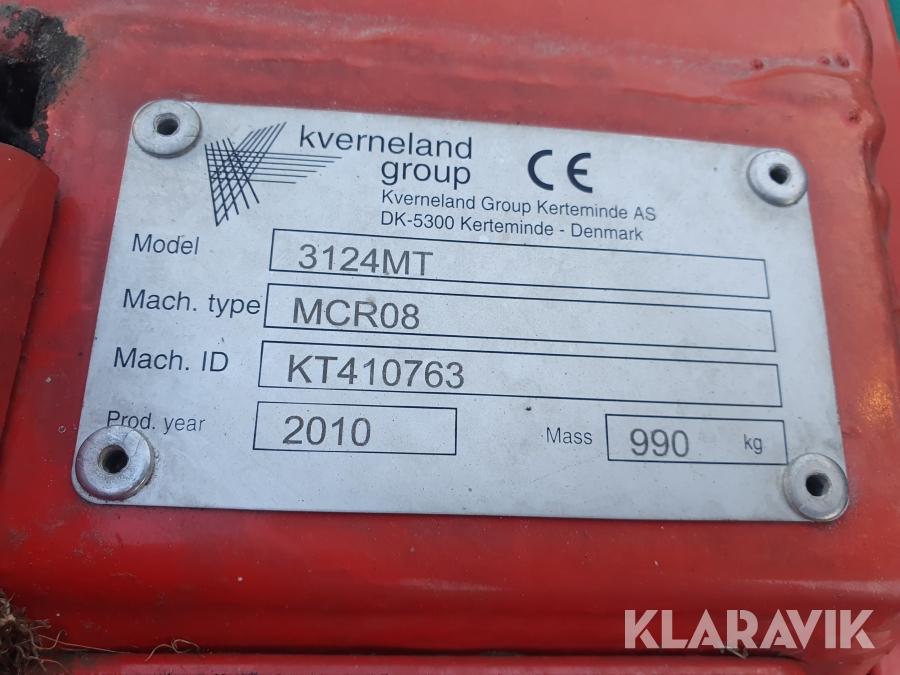 kverneland
group
CE
Kverneland Group Kerteminde AS
DK-5300 Kerteminde - Denmark
Model 3124MT
Mach. type MCR08
Mach. ID KT410763
Prod. year 2010 Mass 990 kg
KLARAVIK